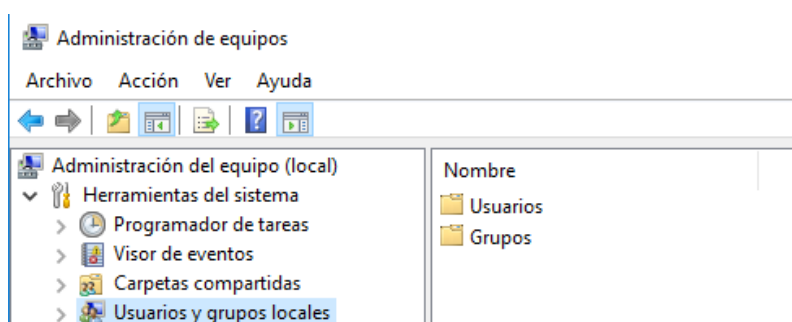 Administración de equipos
Archivo Acción Ver Ayuda
Administración del equipo (local)
Herramientas del sistema
Programador de tareas
Visor de eventos
Carpetas compartidas
Usuarios y grupos locales
Nombre
Usuarios
Grupos